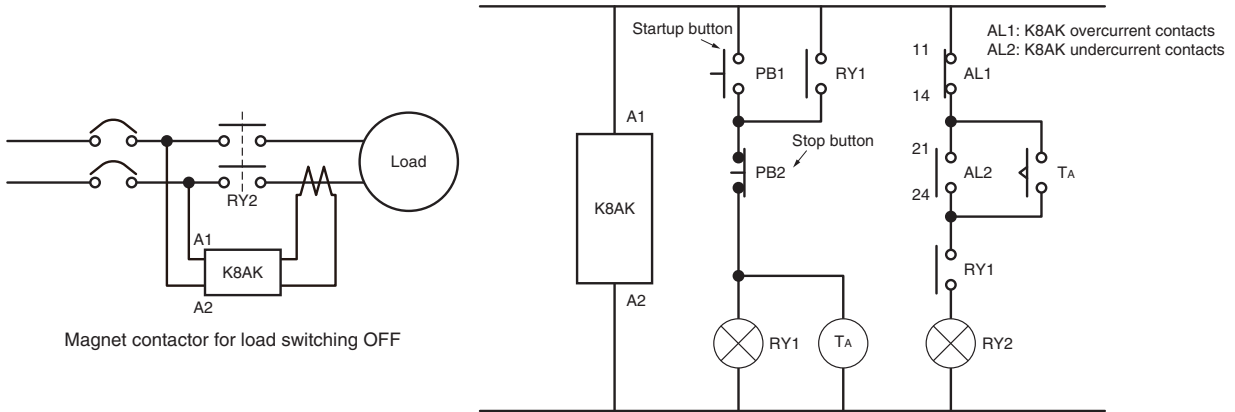 Load
RY2
A1
K8AK
A2
Magnet contactor for load switching OFF
A1
K8AK
A2
Startup button
PB1
RY1
Stop button
PB2
RY1
TA
AL1: K8AK overcurrent contacts
AL2: K8AK undercurrent contacts
11
AL1
14
21
AL2
TA
24
RY1
RY2